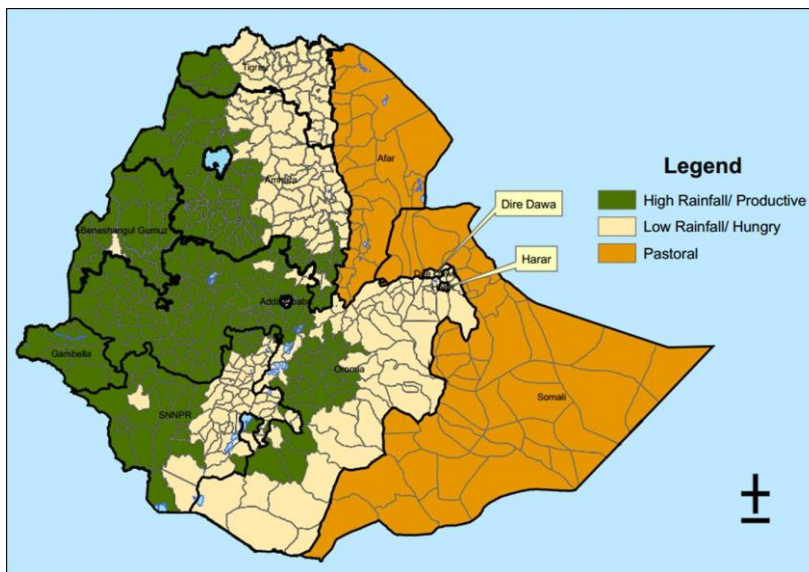 Tigray
Afar
Amhara
Legend
High Rainfall/ Productive
Low Rainfall/ Hungry
Pastoral
Dire Dawa
Harar
Beneshangul Gumuz
Gambella
Oromia
Somali
SNNPR